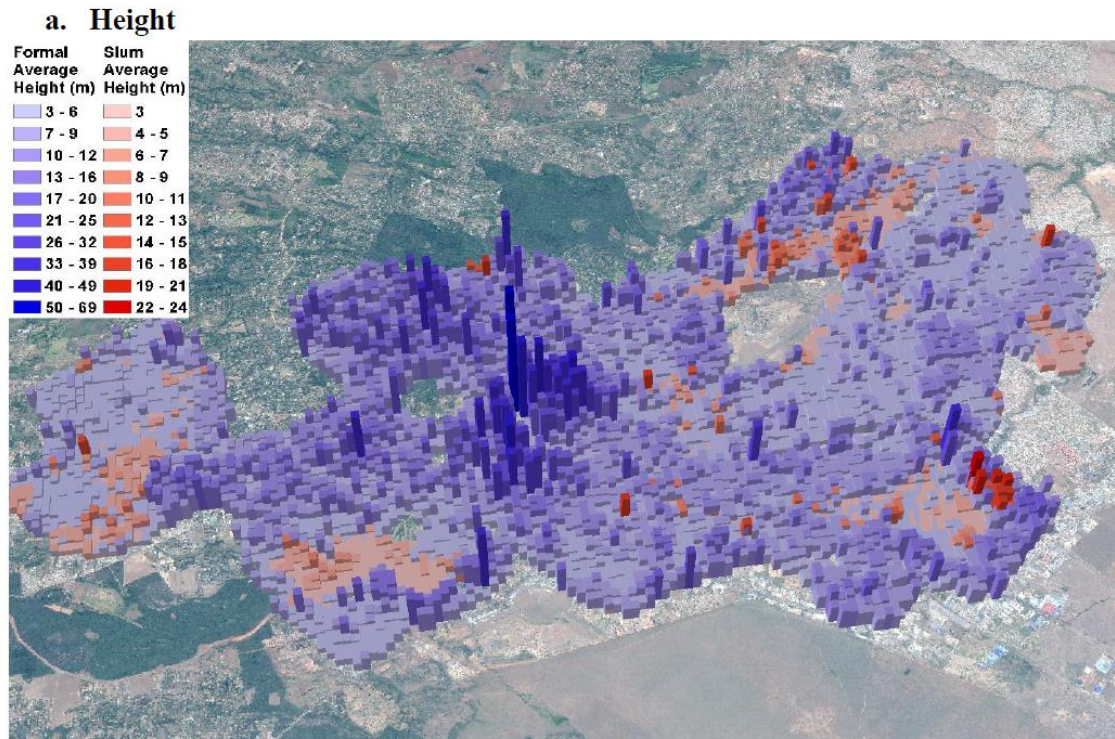 a. Height
Formal Average Height (m)
3 - 6
7 - 9
10 - 12
13 - 16
17 - 20
21 - 25
26 - 32
33 - 39
40 - 49
50 - 69
Slum Average Height (m)
3
4 - 5
6 - 7
8 - 9
10 - 11
12 - 13
14 - 15
16 - 18
19 - 21
22 - 24